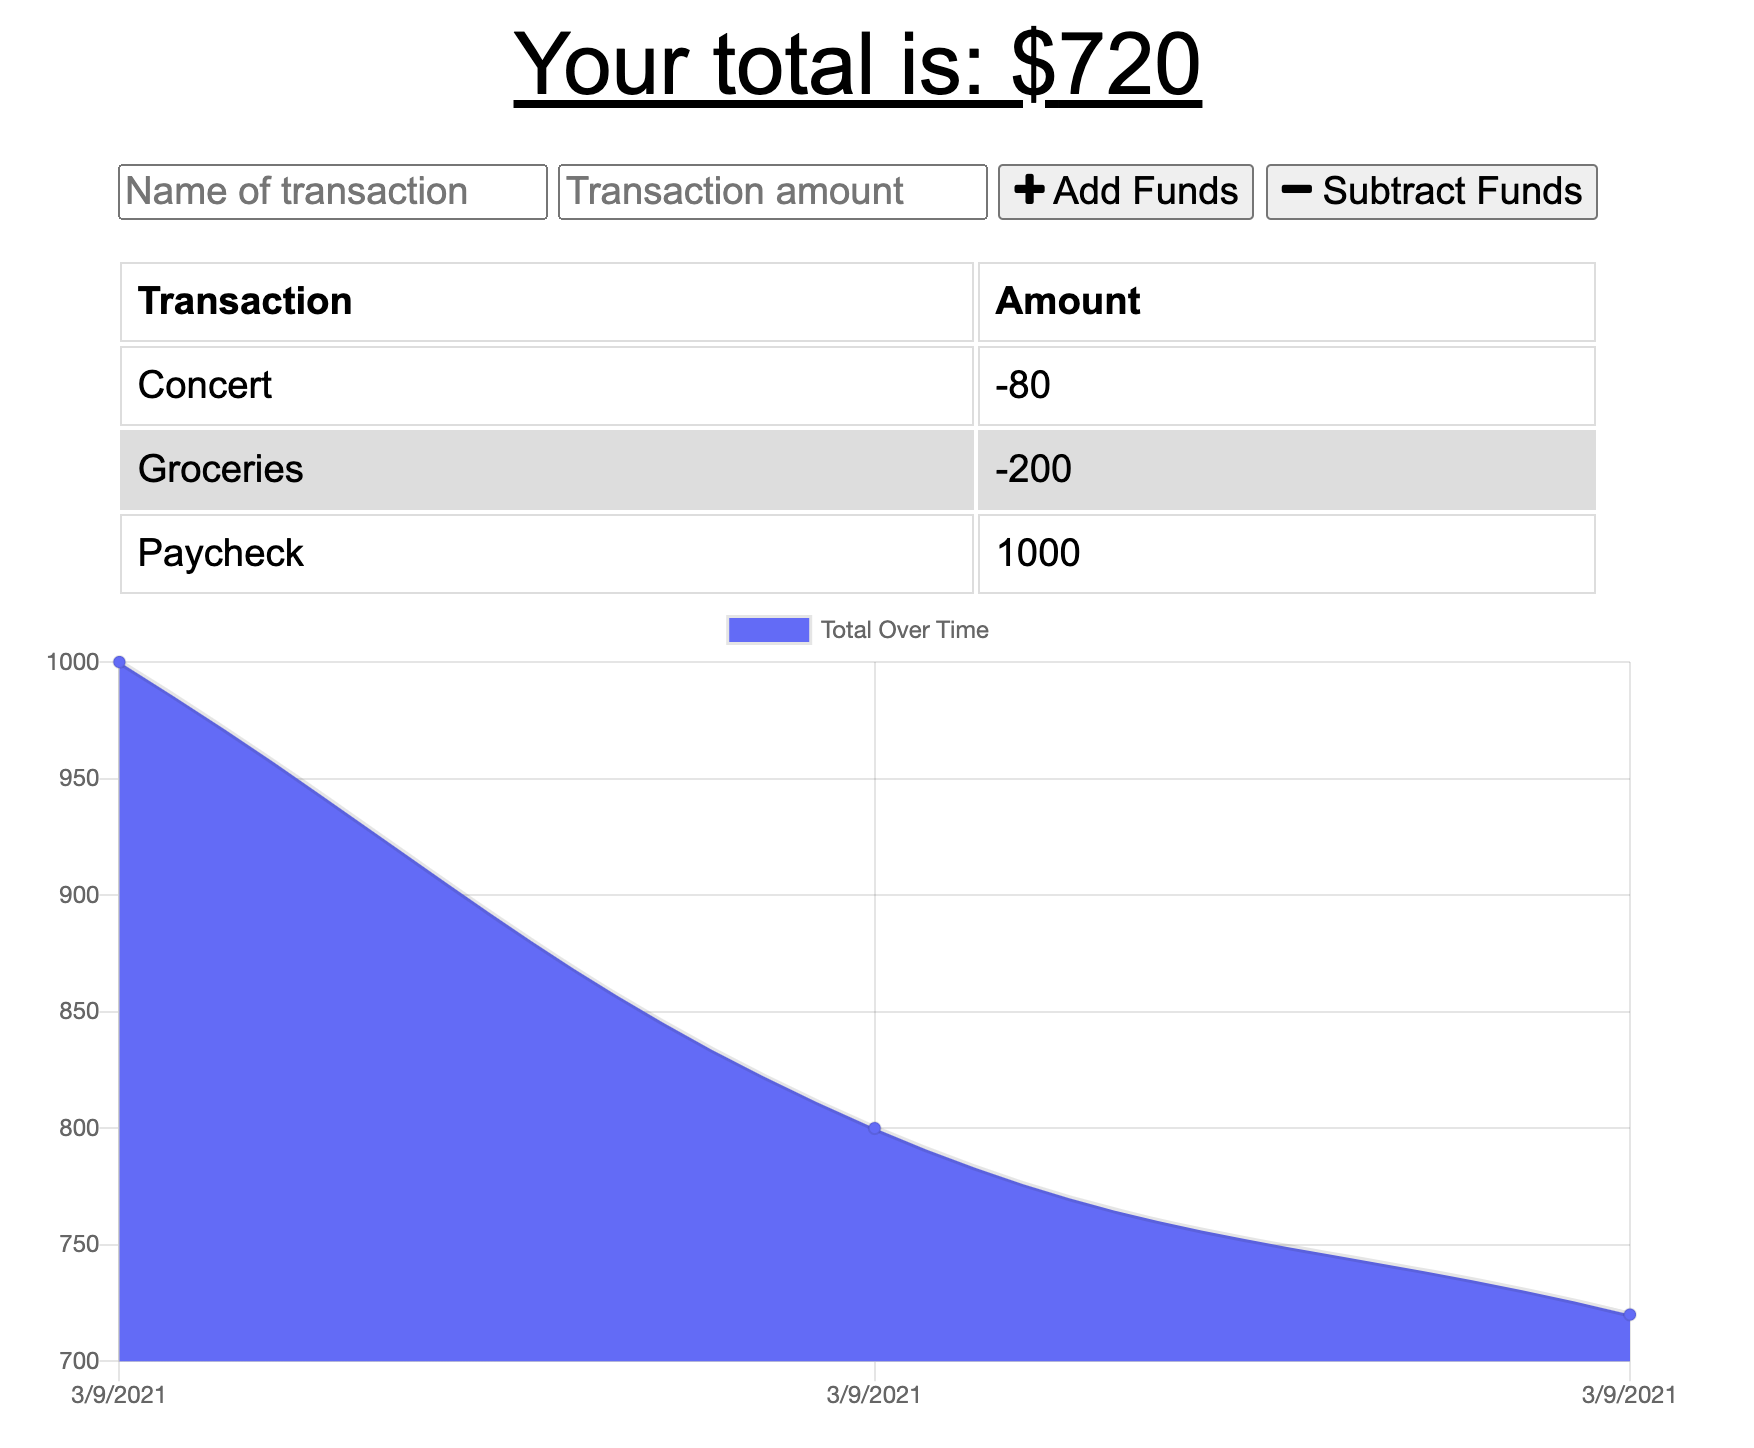 Your total is: $720
Name of transaction Transaction amount Add Funds Subtract Funds
Transaction Amount
Concert -80
Groceries -200
Paycheck 1000
Total Over Time
1000
950
900
850
800
750
700
3/9/2021 3/9/2021 3/9/2021